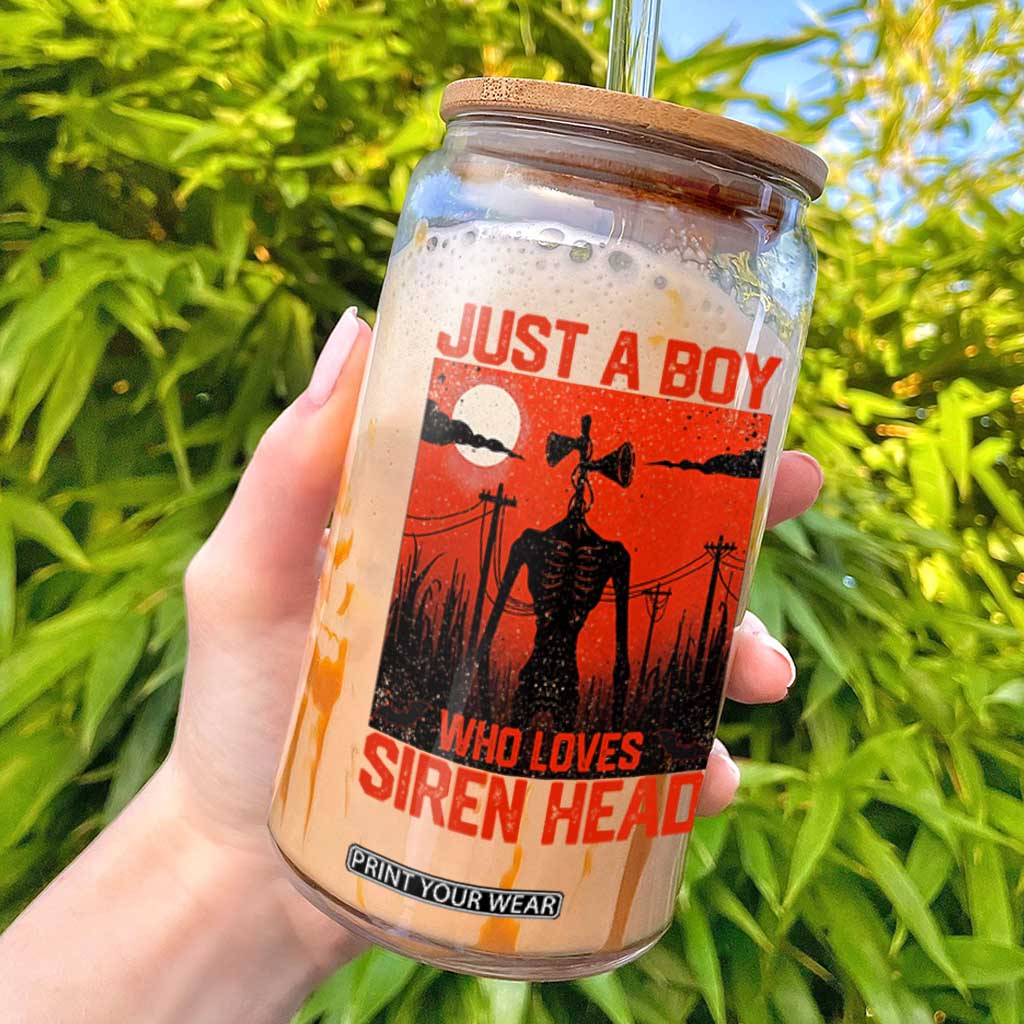 JUST A BOY
WHO LOVES
SIREN HEAD
PRINT YOUR WEAR